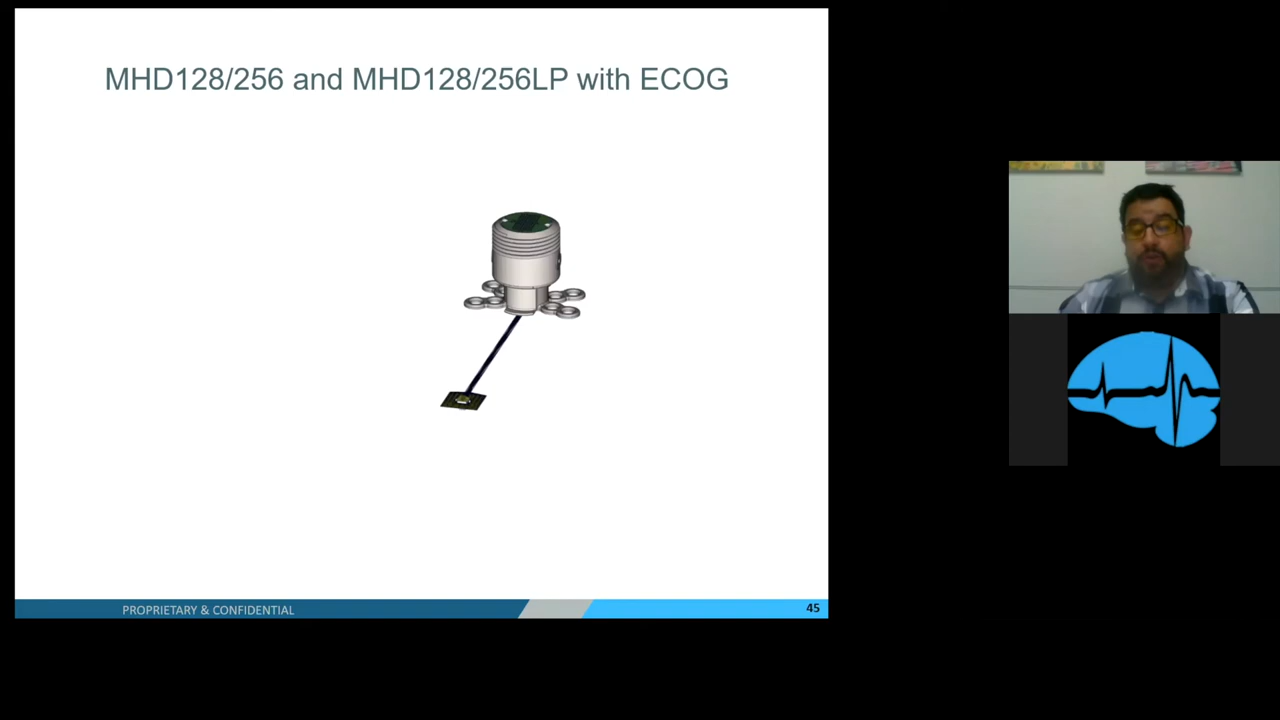 MHD128/256 and MHD128/256LP with ECOG
PROPRIETARY & CONFIDENTIAL
45